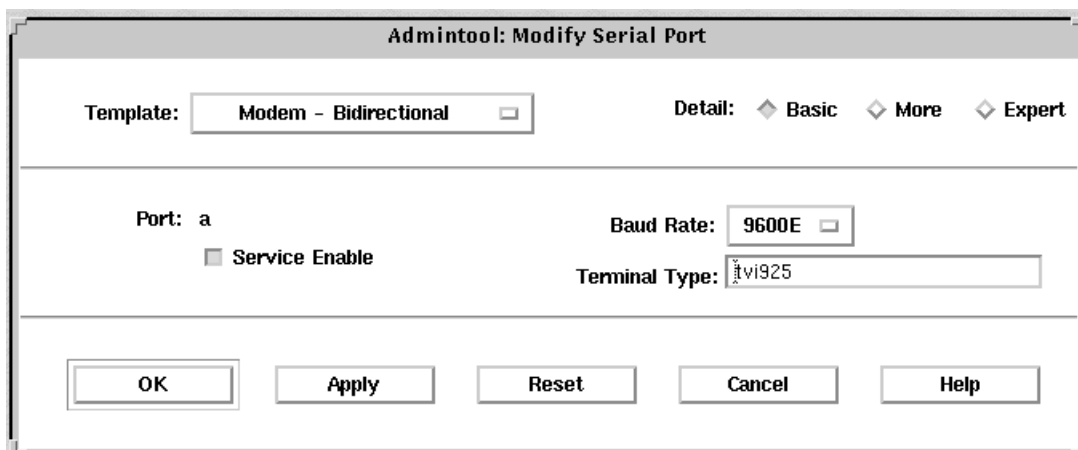 Admintool: Modify Serial Port
Template: Modem - Bidirectional Detail: Basic More Expert
Port: a Baud Rate: 9600E
Service Enable
Terminal Type: tvi925
OK Apply Reset Cancel Help